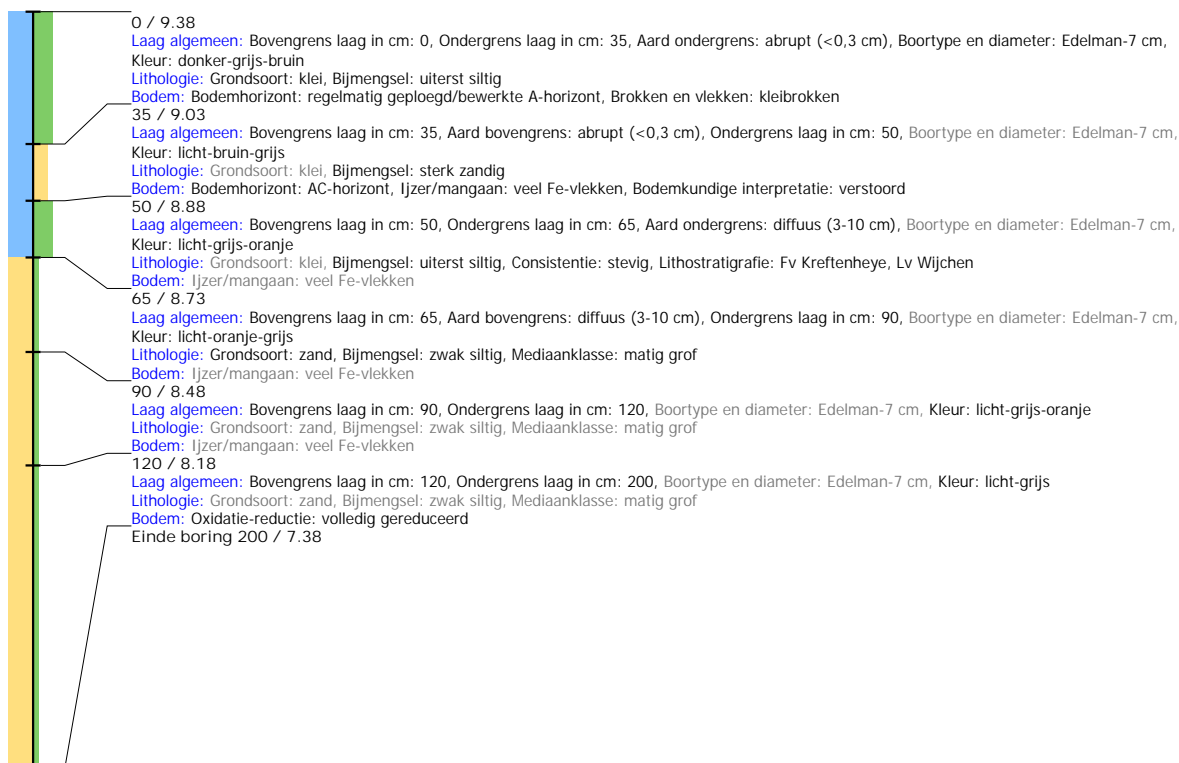 0 / 9.38
Laag algemeen: Bovengrens laag in cm: 0, Ondergrens laag in cm: 35, Aard ondergrens: abrupt (<0,3 cm), Boortype en diameter: Edelman-7 cm,
Kleur: donker-grijs-bruin
Lithologie: Grondsoort: klei, Bijmengsel: uiterst siltig
Bodem: Bodemhorizont: regelmatig geploegd/bewerkte A-horizont, Brokken en vlekken: kleibrokken
35 / 9.03
Laag algemeen: Bovengrens laag in cm: 35, Aard bovengrens: abrupt (<0,3 cm), Ondergrens laag in cm: 50, Boortype en diameter: Edelman-7 cm,
Kleur: licht-bruin-grijs
Lithologie: Grondsoort: klei, Bijmengsel: sterk zandig
Bodem: Bodemhorizont: AC-horizont, Ijzer/mangaan: veel Fe-vlekken, Bodemkundige interpretatie: verstoord
50 / 8.88
Laag algemeen: Bovengrens laag in cm: 50, Ondergrens laag in cm: 65, Aard ondergrens: diffuus (3-10 cm), Boortype en diameter: Edelman-7 cm,
Kleur: licht-grijs-oranje
Lithologie: Grondsoort: klei, Bijmengsel: uiterst siltig, Consistentie: stevig, Lithostratigrafie: Fv Kreftenheye, Lv Wijchen
Bodem: Ijzer/mangaan: veel Fe-vlekken
65 / 8.73
Laag algemeen: Bovengrens laag in cm: 65, Aard bovengrens: diffuus (3-10 cm), Ondergrens laag in cm: 90, Boortype en diameter: Edelman-7 cm,
Kleur: licht-oranje-grijs
Lithologie: Grondsoort: zand, Bijmengsel: zwak siltig, Mediaanklasse: matig grof
Bodem: Ijzer/mangaan: veel Fe-vlekken
90 / 8.48
Laag algemeen: Bovengrens laag in cm: 90, Ondergrens laag in cm: 120, Boortype en diameter: Edelman-7 cm, Kleur: licht-grijs-oranje
Lithologie: Grondsoort: zand, Bijmengsel: zwak siltig, Mediaanklasse: matig grof
Bodem: Ijzer/mangaan: veel Fe-vlekken
120 / 8.18
Laag algemeen: Bovengrens laag in cm: 120, Ondergrens laag in cm: 200, Boortype en diameter: Edelman-7 cm, Kleur: licht-grijs
Lithologie: Grondsoort: zand, Bijmengsel: zwak siltig, Mediaanklasse: matig grof
Bodem: Oxidatie-reductie: volledig gereduceerd
Einde boring 200 / 7.38